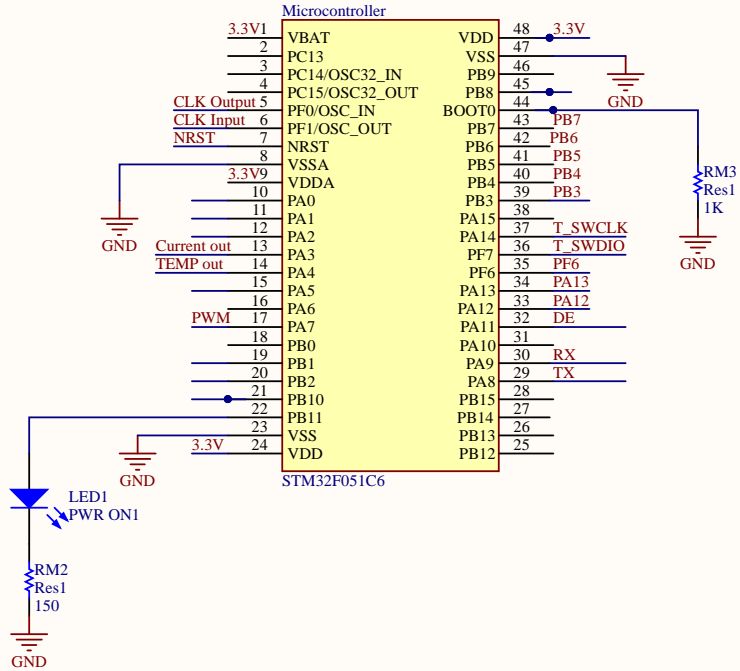 Microcontroller
3.3V 1 VBAT VDD 48 3.3V
2 PC13 VSS 47
3 PC14/OSC32_IN PB9 46
4 PC15/OSC32_OUT PB8 45
GND
CLK Output 5 PF0/OSC_IN BOOT0 44
CLK Input 6 PF1/OSC_OUT PB7 43 PB7
NRST 7 NRST PB6 42 PB6
8 VSSA PB5 41 PB5
3.3V 9 VDDA PB4 40 PB4
10 PA0 PB3 39 PB3
RM3
Res1
1K
11 PA1 PA15 38
12 PA2 PA14 37 T_SWCLK
GND
Current out 13 PA3 PF7 36 T_SWDIO
GND
TEMP out 14 PA4 PF6 35 PF6
15 PA5 PA13 34 PA13
16 PA6 PA12 33 PA12
PWM 17 PA7 PA11 32 DE
18 PB0 PA10 31
19 PB1 PA9 30 RX
20 PB2 PA8 29 TX
21 PB10 PB15 28
22 PB11 PB14 27
23 VSS PB13 26
3.3V 24 VDD PB12 25
GND
STM32F051C6
LED1
PWR ON1
RM2
Res1
150
GND